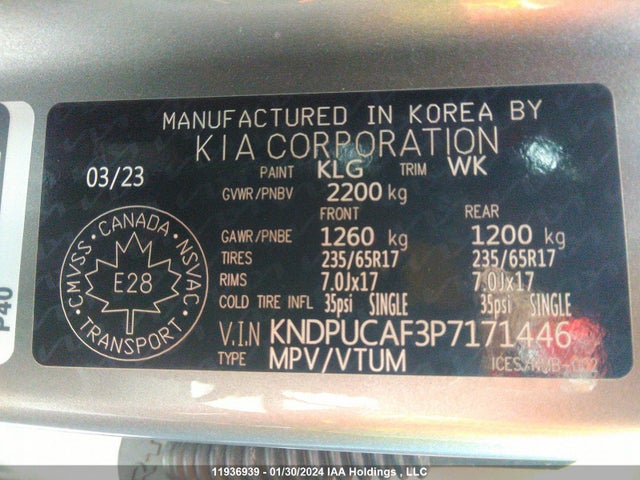 MANUFACTURED IN KOREA BY
KIA CORPORATION
03/23 PAINT KLG TRIM WK
GVWR/PNBV 2200 kg
FRONT REAR
GAWR/PNBE 1260 kg 1200 kg
TIRES 235/65R17 235/65R17
RIMS 7.0Jx17 7.0Jx17
COLD TIRE INFL 35psi SINGLE 35psi SINGLE
V.I.N KNDPUCAF3P7171446
TYPE MPV/VTUM
CMVSS • CANADA • NSVAC • TRANSPORT •
E28
P40
11936939 - 01/30/2024 IAA Holdings , LLC